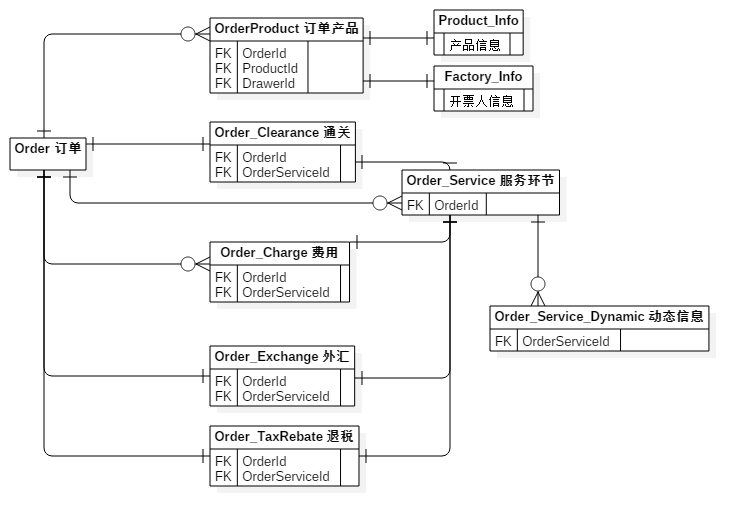 OrderProduct 订单产品
FK OrderId
FK ProductId
FK DrawerId
Product_Info
产品信息
Factory_Info
开票人信息
Order 订单
Order_Clearance 通关
FK OrderId
FK OrderServiceId
Order_Service 服务环节
FK OrderId
Order_Charge 费用
FK OrderId
FK OrderServiceId
Order_Service_Dynamic 动态信息
FK OrderServiceId
Order_Exchange 外汇
FK OrderId
FK OrderServiceId
Order_TaxRebate 退税
FK OrderId
FK OrderServiceId